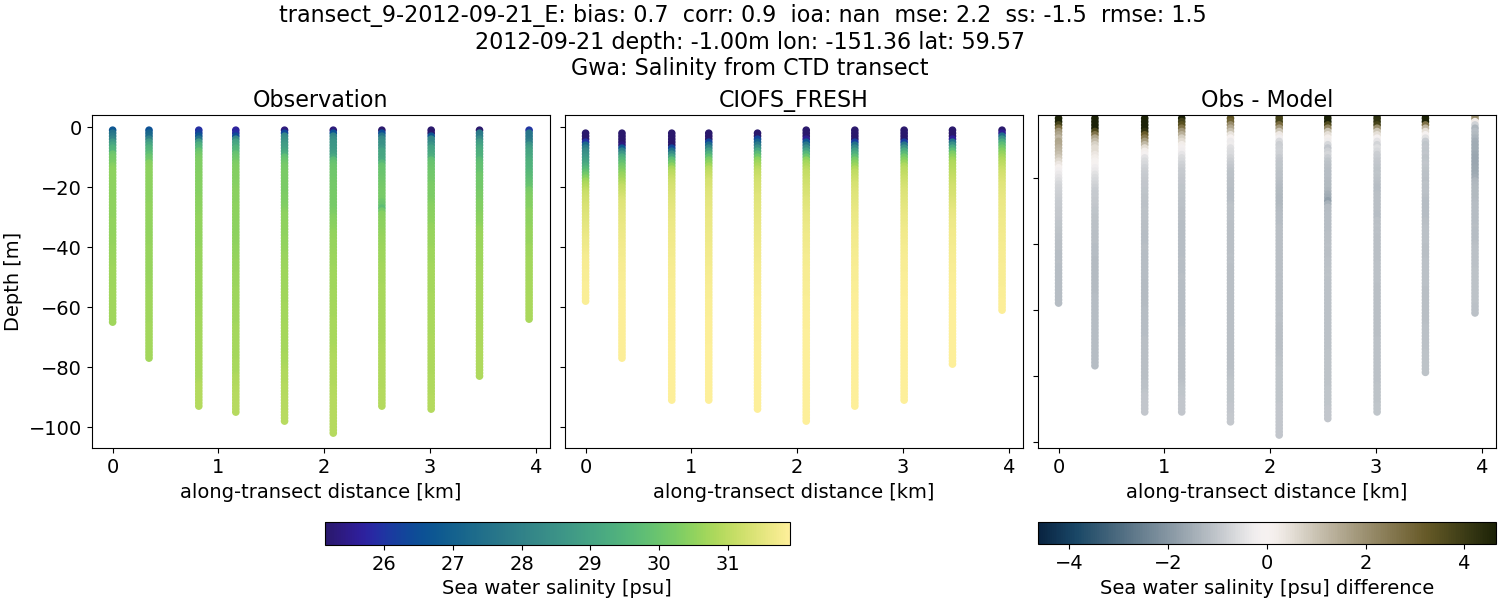 transect_9-2012-09-21_E: bias: 0.7  corr: 0.9  ioa: nan  mse: 2.2  ss: -1.5  rmse: 1.5
2012-09-21 depth: -1.00m lon: -151.36 lat: 59.57
Gwa: Salinity from CTD transect
Observation
CIOFS_FRESH
Obs - Model
Depth [m]
0
−20
−40
−60
−80
−100
0 1 2 3 4
0 1 2 3 4
0 1 2 3 4
along-transect distance [km]
along-transect distance [km]
along-transect distance [km]
26 27 28 29 30 31
Sea water salinity [psu]
−4 −2 0 2 4
Sea water salinity [psu] difference